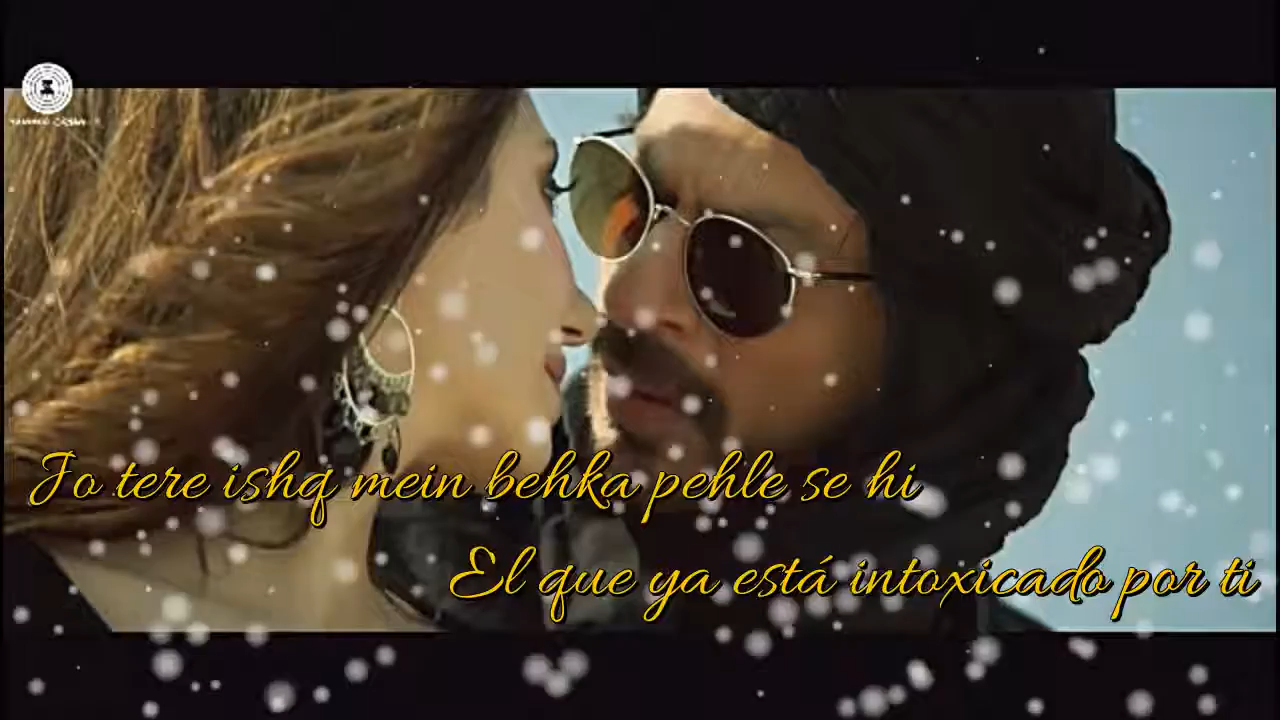 Jo tere ishq mein behka pehle se hi
El que ya está intoxicado por ti